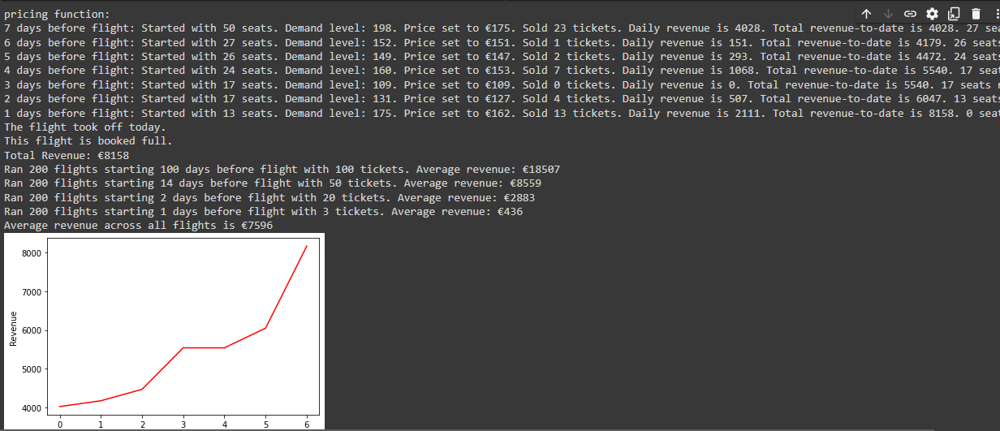 pricing function:
7 days before flight: Started with 50 seats. Demand level: 198. Price set to €175. Sold 23 tickets. Daily revenue is 4028. Total revenue-to-date is 4028. 27
6 days before flight: Started with 27 seats. Demand level: 152. Price set to €151. Sold 1 tickets. Daily revenue is 151. Total revenue-to-date is 4179. 26 seats
5 days before flight: Started with 26 seats. Demand level: 149. Price set to €147. Sold 2 tickets. Daily revenue is 293. Total revenue-to-date is 4472. 24 seats
4 days before flight: Started with 24 seats. Demand level: 160. Price set to €153. Sold 7 tickets. Daily revenue is 1068. Total revenue-to-date is 5540. 17
3 days before flight: Started with 17 seats. Demand level: 109. Price set to €109. Sold 0 tickets. Daily revenue is 0. Total revenue-to-date is 5540. 17 seats
2 days before flight: Started with 17 seats. Demand level: 131. Price set to €127. Sold 4 tickets. Daily revenue is 507. Total revenue-to-date is 6047. 13 seats
1 days before flight: Started with 13 seats. Demand level: 175. Price set to €162. Sold 13 tickets. Daily revenue is 2111. Total revenue-to-date is 8158. 0
The flight took off today.
This flight is booked full.
Total Revenue: €8158
Ran 200 flights starting 100 days before flight with 100 tickets. Average revenue: €18507
Ran 200 flights starting 14 days before flight with 50 tickets. Average revenue: €8559
Ran 200 flights starting 2 days before flight with 20 tickets. Average revenue: €2883
Ran 200 flights starting 1 days before flight with 3 tickets. Average revenue: €436
Average revenue across all flights is €7596
8000
7000
6000
5000
4000
Revenue
0 1 2 3 4 5 6